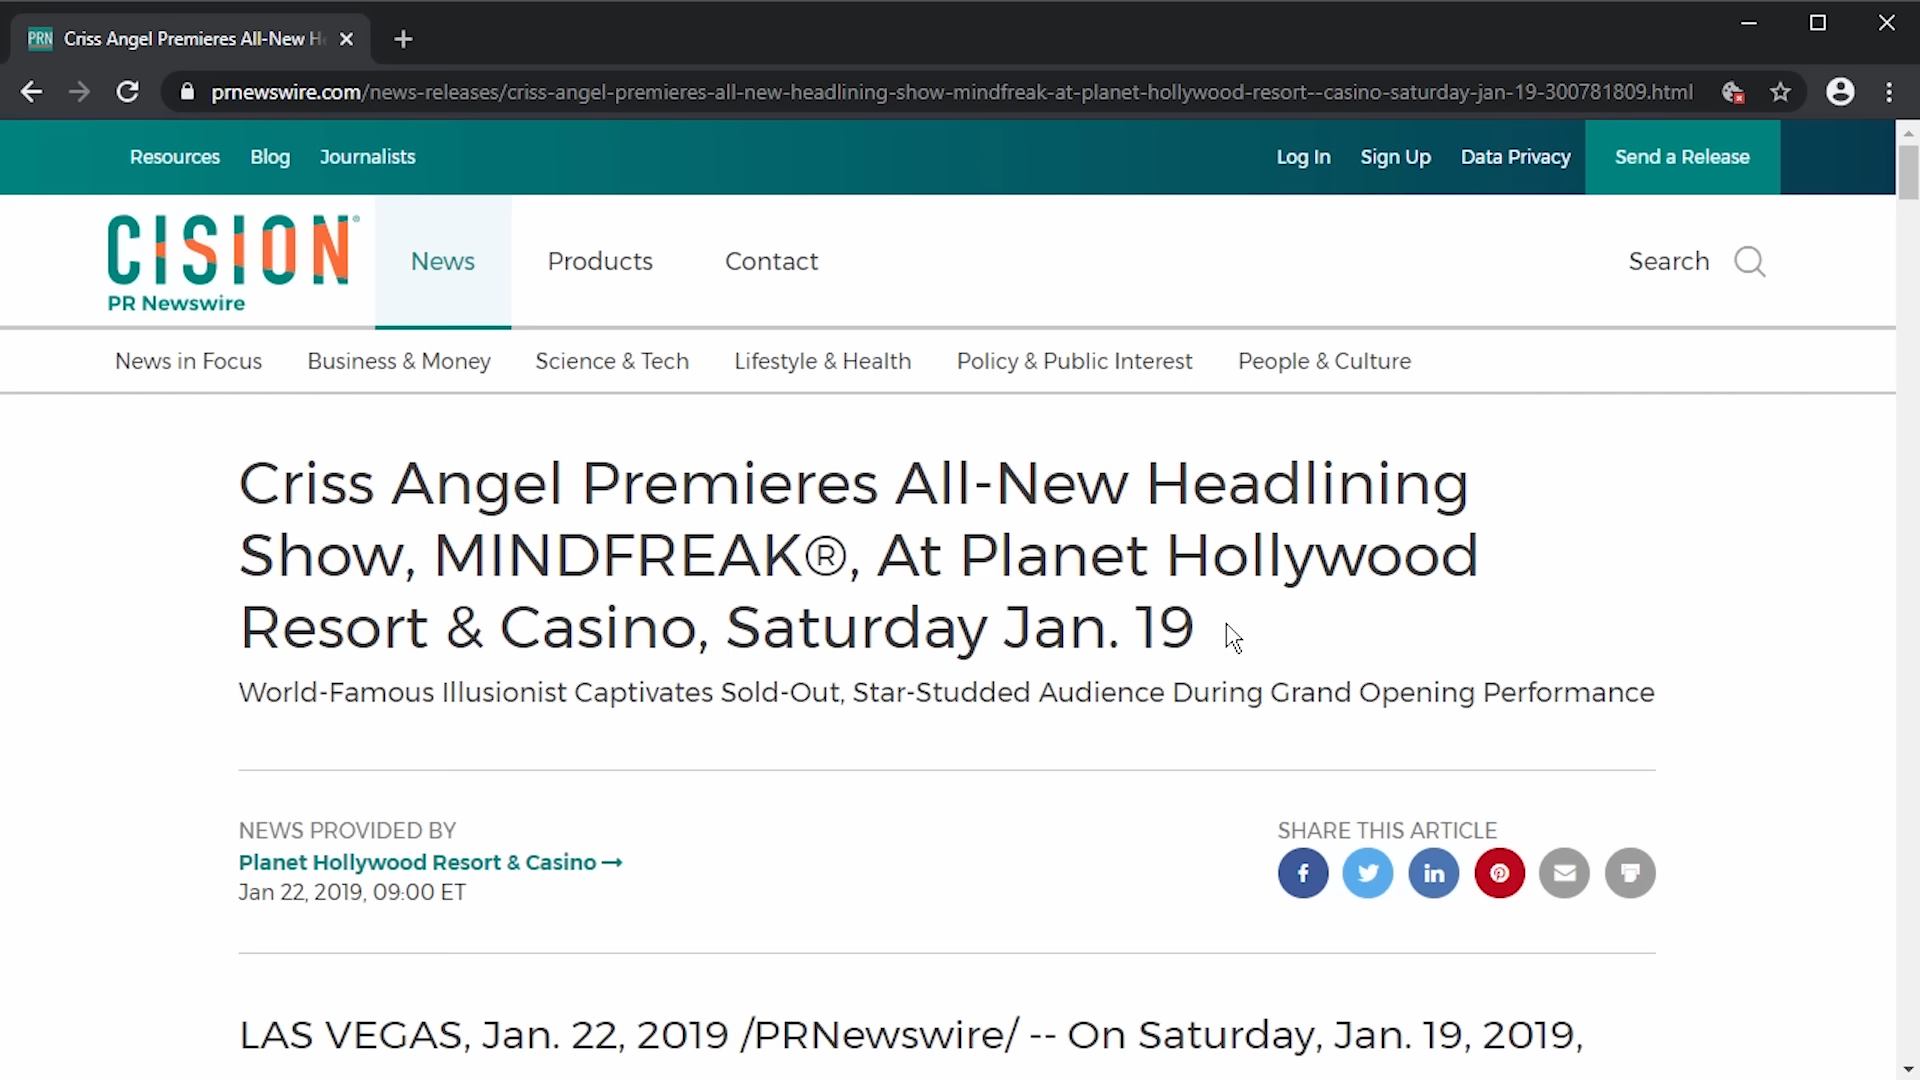 PRN Criss Angel Premieres All-New H
prnewswire.com/news-releases/criss-angel-premieres-all-new-headlining-show-mindfreak-at-planet-hollywood-resort--casino-saturday-jan-19-300781809.html
Resources Blog Journalists Log In Sign Up Data Privacy Send a Release
CISION®
PR Newswire
News Products Contact Search
News in Focus Business & Money Science & Tech Lifestyle & Health Policy & Public Interest People & Culture
Criss Angel Premieres All-New Headlining
Show, MINDFREAK®, At Planet Hollywood
Resort & Casino, Saturday Jan. 19
World-Famous Illusionist Captivates Sold-Out, Star-Studded Audience During Grand Opening Performance
NEWS PROVIDED BY
Planet Hollywood Resort & Casino →
Jan 22, 2019, 09:00 ET
SHARE THIS ARTICLE
LAS VEGAS, Jan. 22, 2019 /PRNewswire/ -- On Saturday, Jan. 19, 2019,